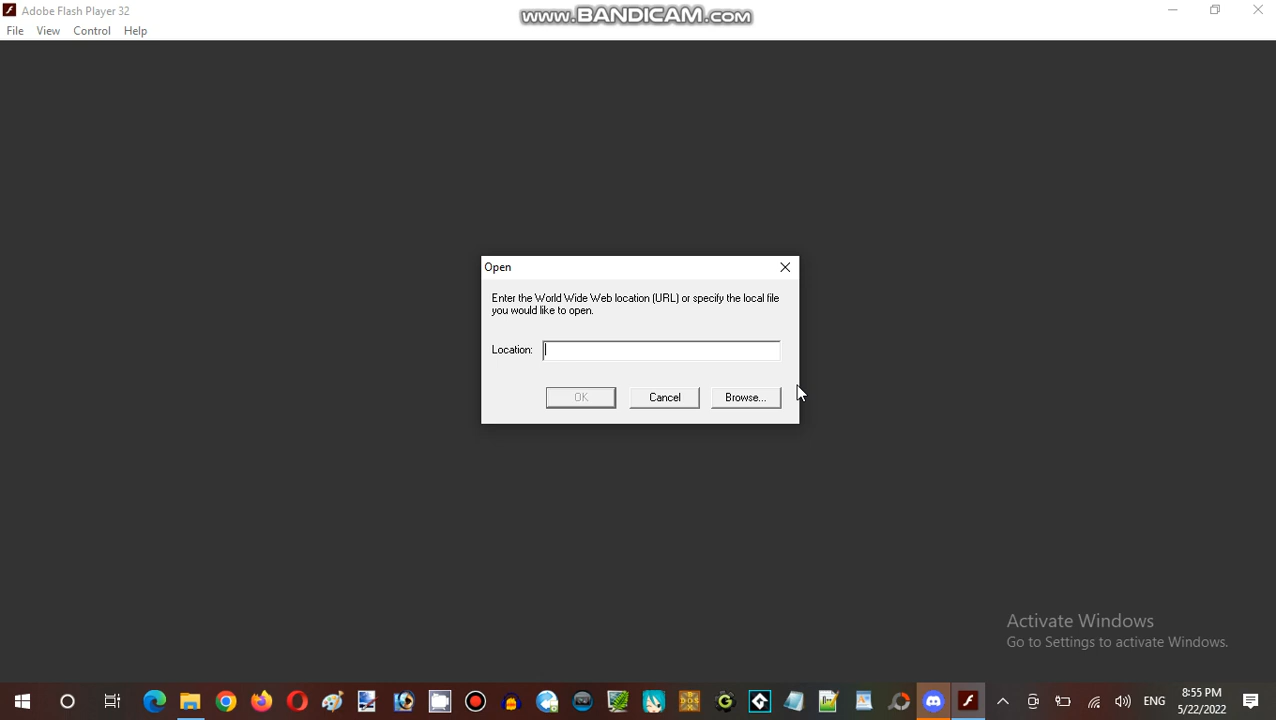 Adobe Flash Player 32
www.BANDICAM.com
File View Control Help
Open
Enter the World Wide Web location (URL) or specify the local file
you would like to open.
Location:
OK Cancel Browse...
Activate Windows
Go to Settings to activate Windows.
ENG
8:55 PM
5/22/2022